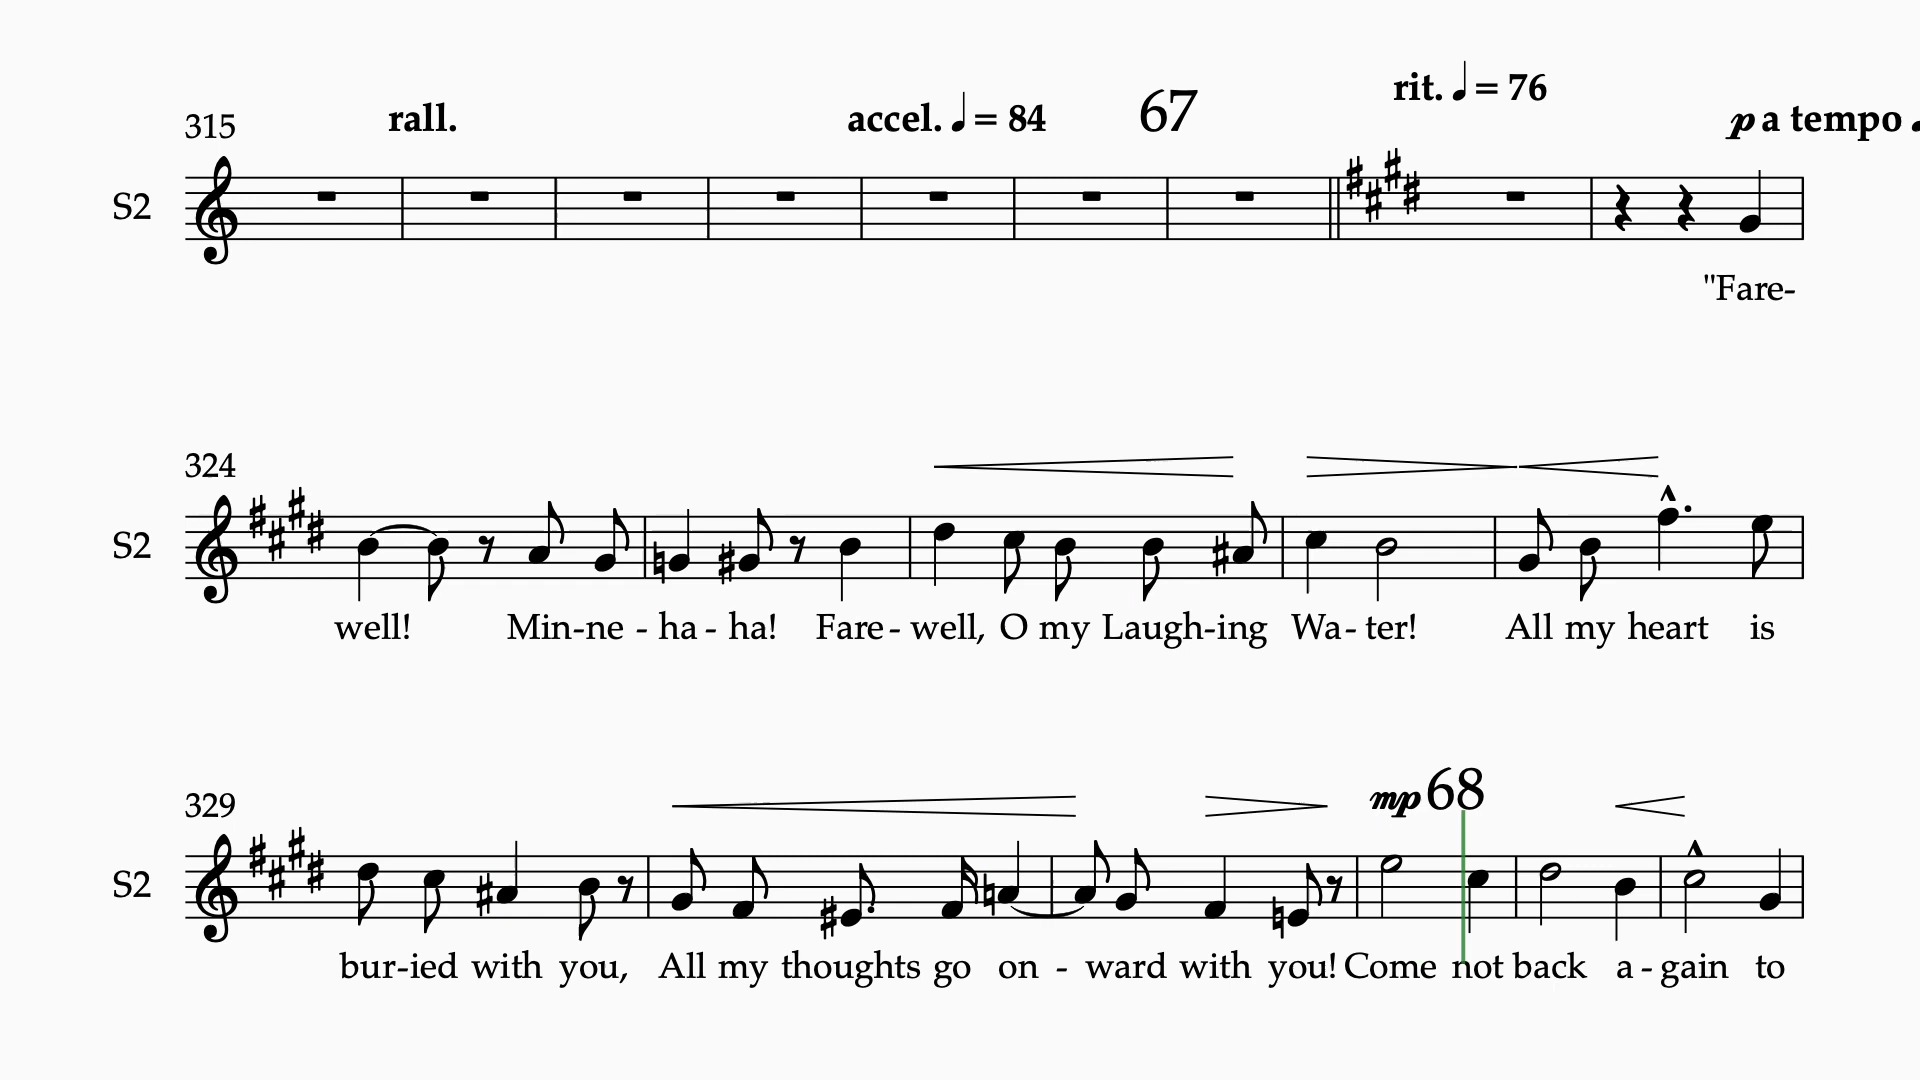 rit. ♩ = 76
315 rall. accel. ♩ = 84 67 p a tempo
S2
"Fare-
324
S2
well! Min-ne - ha - ha! Fare - well, O my Laugh-ing Wa - ter! All my heart is
329 mp 68
S2
bur-ied with you, All my thoughts go on - ward with you! Come not back a - gain to